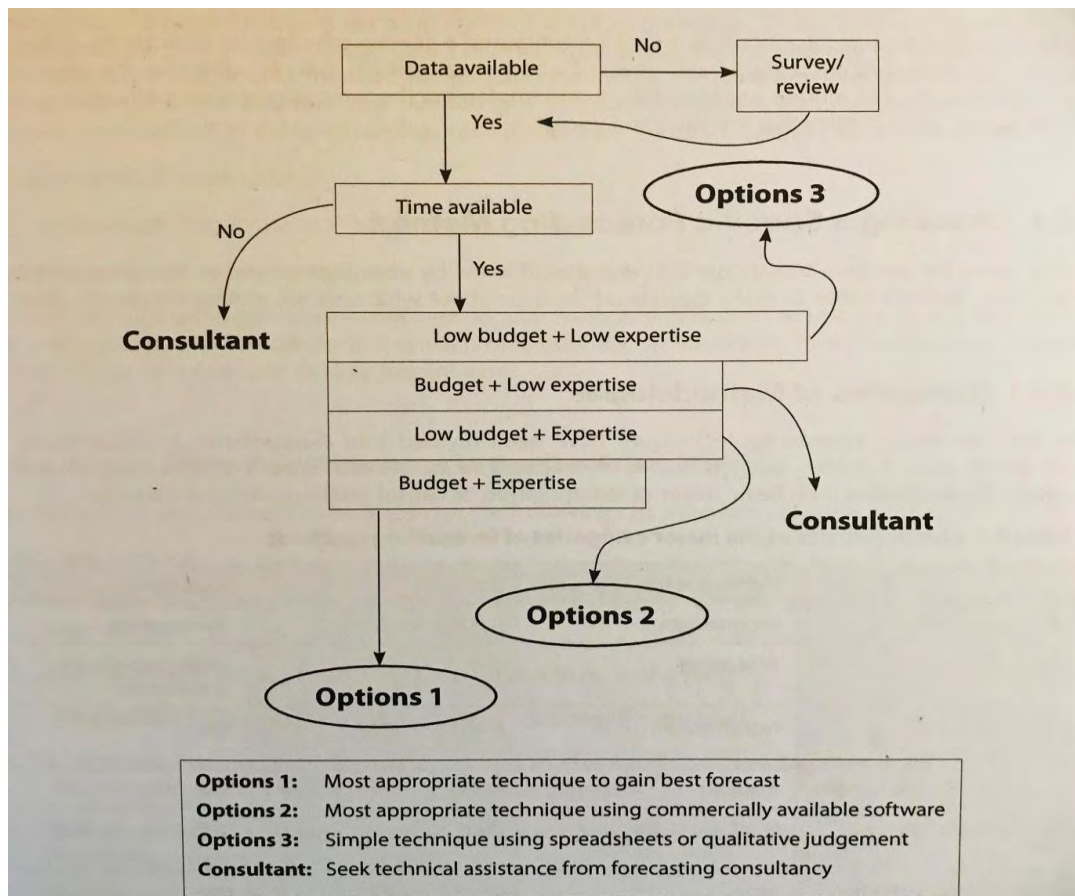 Data available
No
Survey/
review
Yes
Options 3
Time available
No
Yes
Consultant
Low budget + Low expertise
Budget + Low expertise
Low budget + Expertise
Budget + Expertise
Consultant
Options 2
Options 1
Options 1: Most appropriate technique to gain best forecast
Options 2: Most appropriate technique using commercially available software
Options 3: Simple technique using spreadsheets or qualitative judgement
Consultant: Seek technical assistance from forecasting consultancy